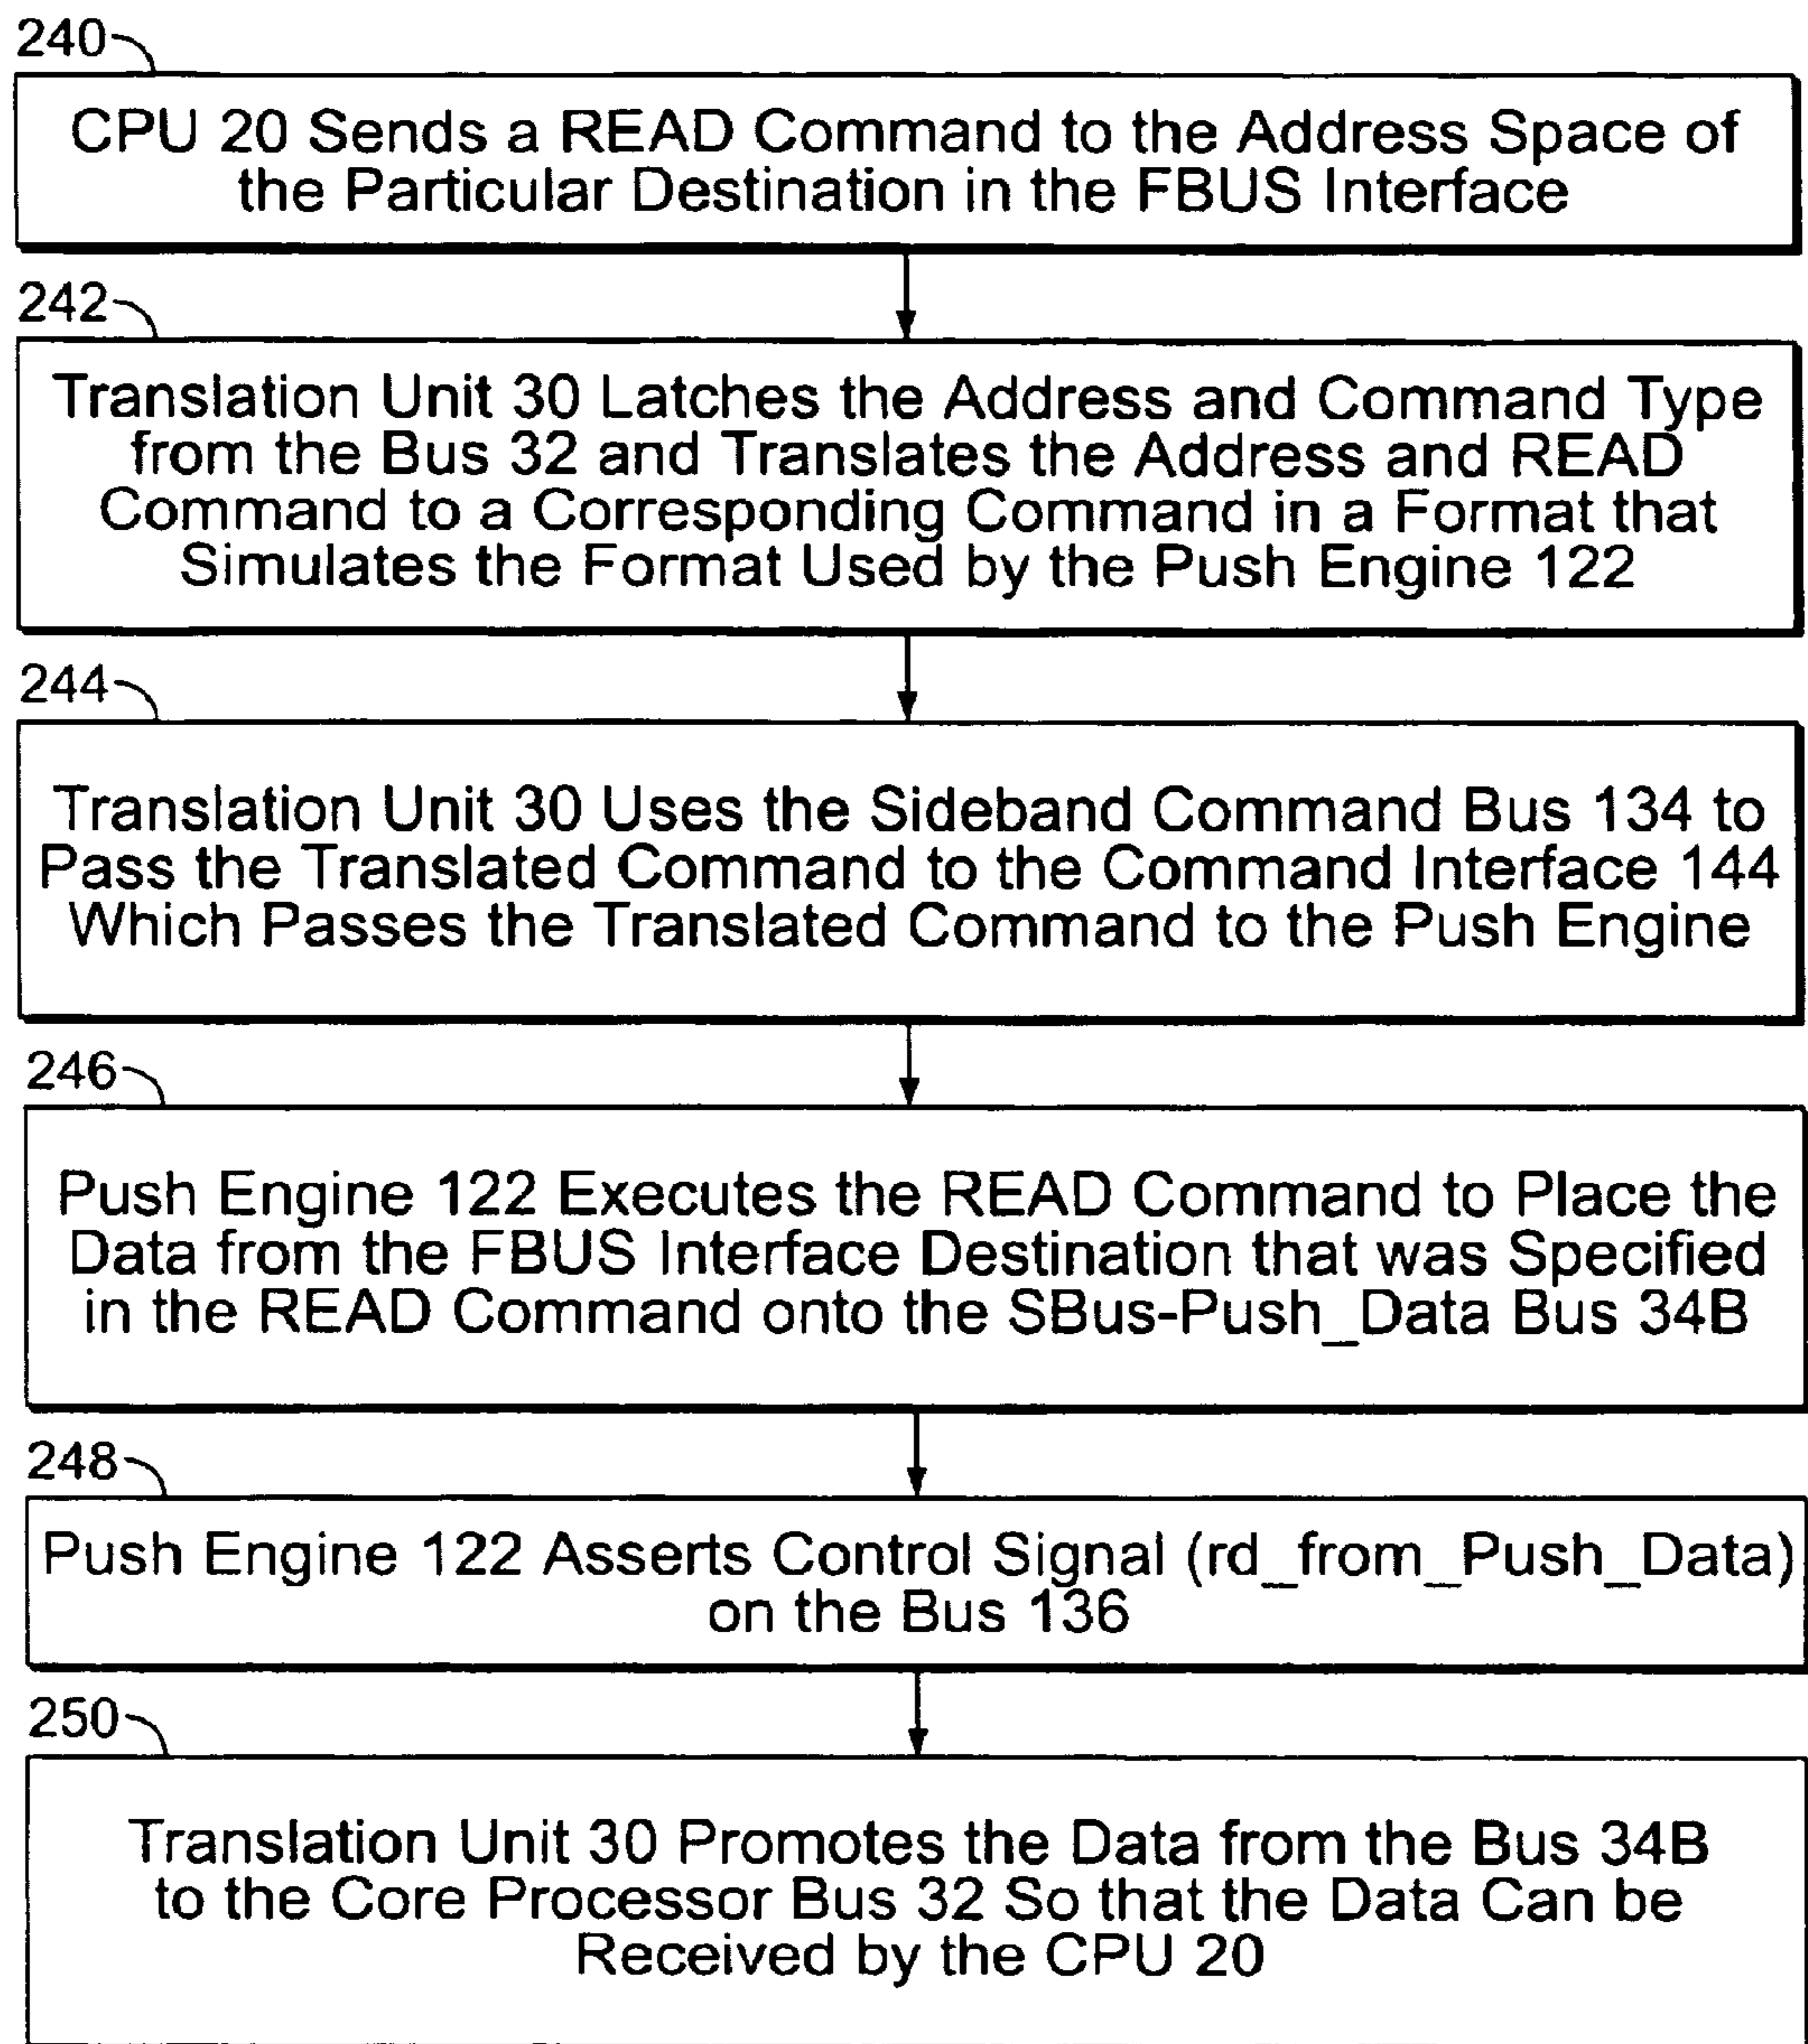 240
CPU 20 Sends a READ Command to the Address Space of
the Particular Destination in the FBUS Interface
242
Translation Unit 30 Latches the Address and Command Type
from the Bus 32 and Translates the Address and READ
Command to a Corresponding Command in a Format that
Simulates the Format Used by the Push Engine 122
244
Translation Unit 30 Uses the Sideband Command Bus 134 to
Pass the Translated Command to the Command Interface 144
Which Passes the Translated Command to the Push Engine
246
Push Engine 122 Executes the READ Command to Place the
Data from the FBUS Interface Destination that was Specified
in the READ Command onto the SBus-Push_Data Bus 34B
248
Push Engine 122 Asserts Control Signal (rd_from_Push_Data)
on the Bus 136
250
Translation Unit 30 Promotes the Data from the Bus 34B
to the Core Processor Bus 32 So that the Data Can be
Received by the CPU 20